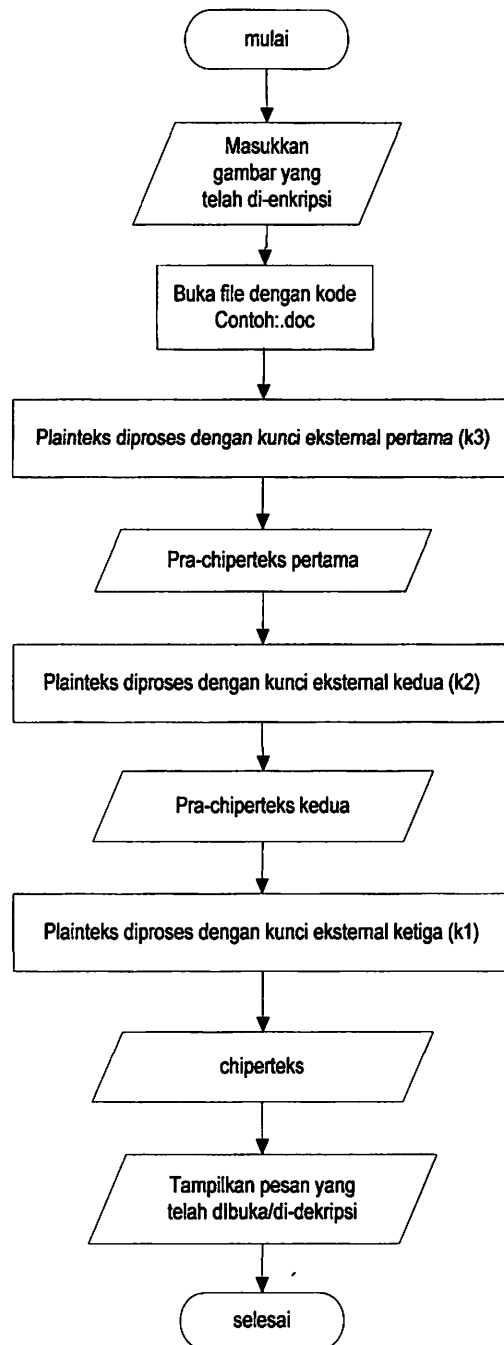 mulai
Masukkan
gambar yang
telah di-enkripsi
Buka file dengan kode
Contoh:.doc
Plainteks diproses dengan kunci eksternal pertama (k3)
Pra-chiperteks pertama
Plainteks diproses dengan kunci eksternal kedua (k2)
Pra-chiperteks kedua
Plainteks diproses dengan kunci eksternal ketiga (k1)
chiperteks
Tampilkan pesan yang
telah dibuka/di-dekripsi
selesai